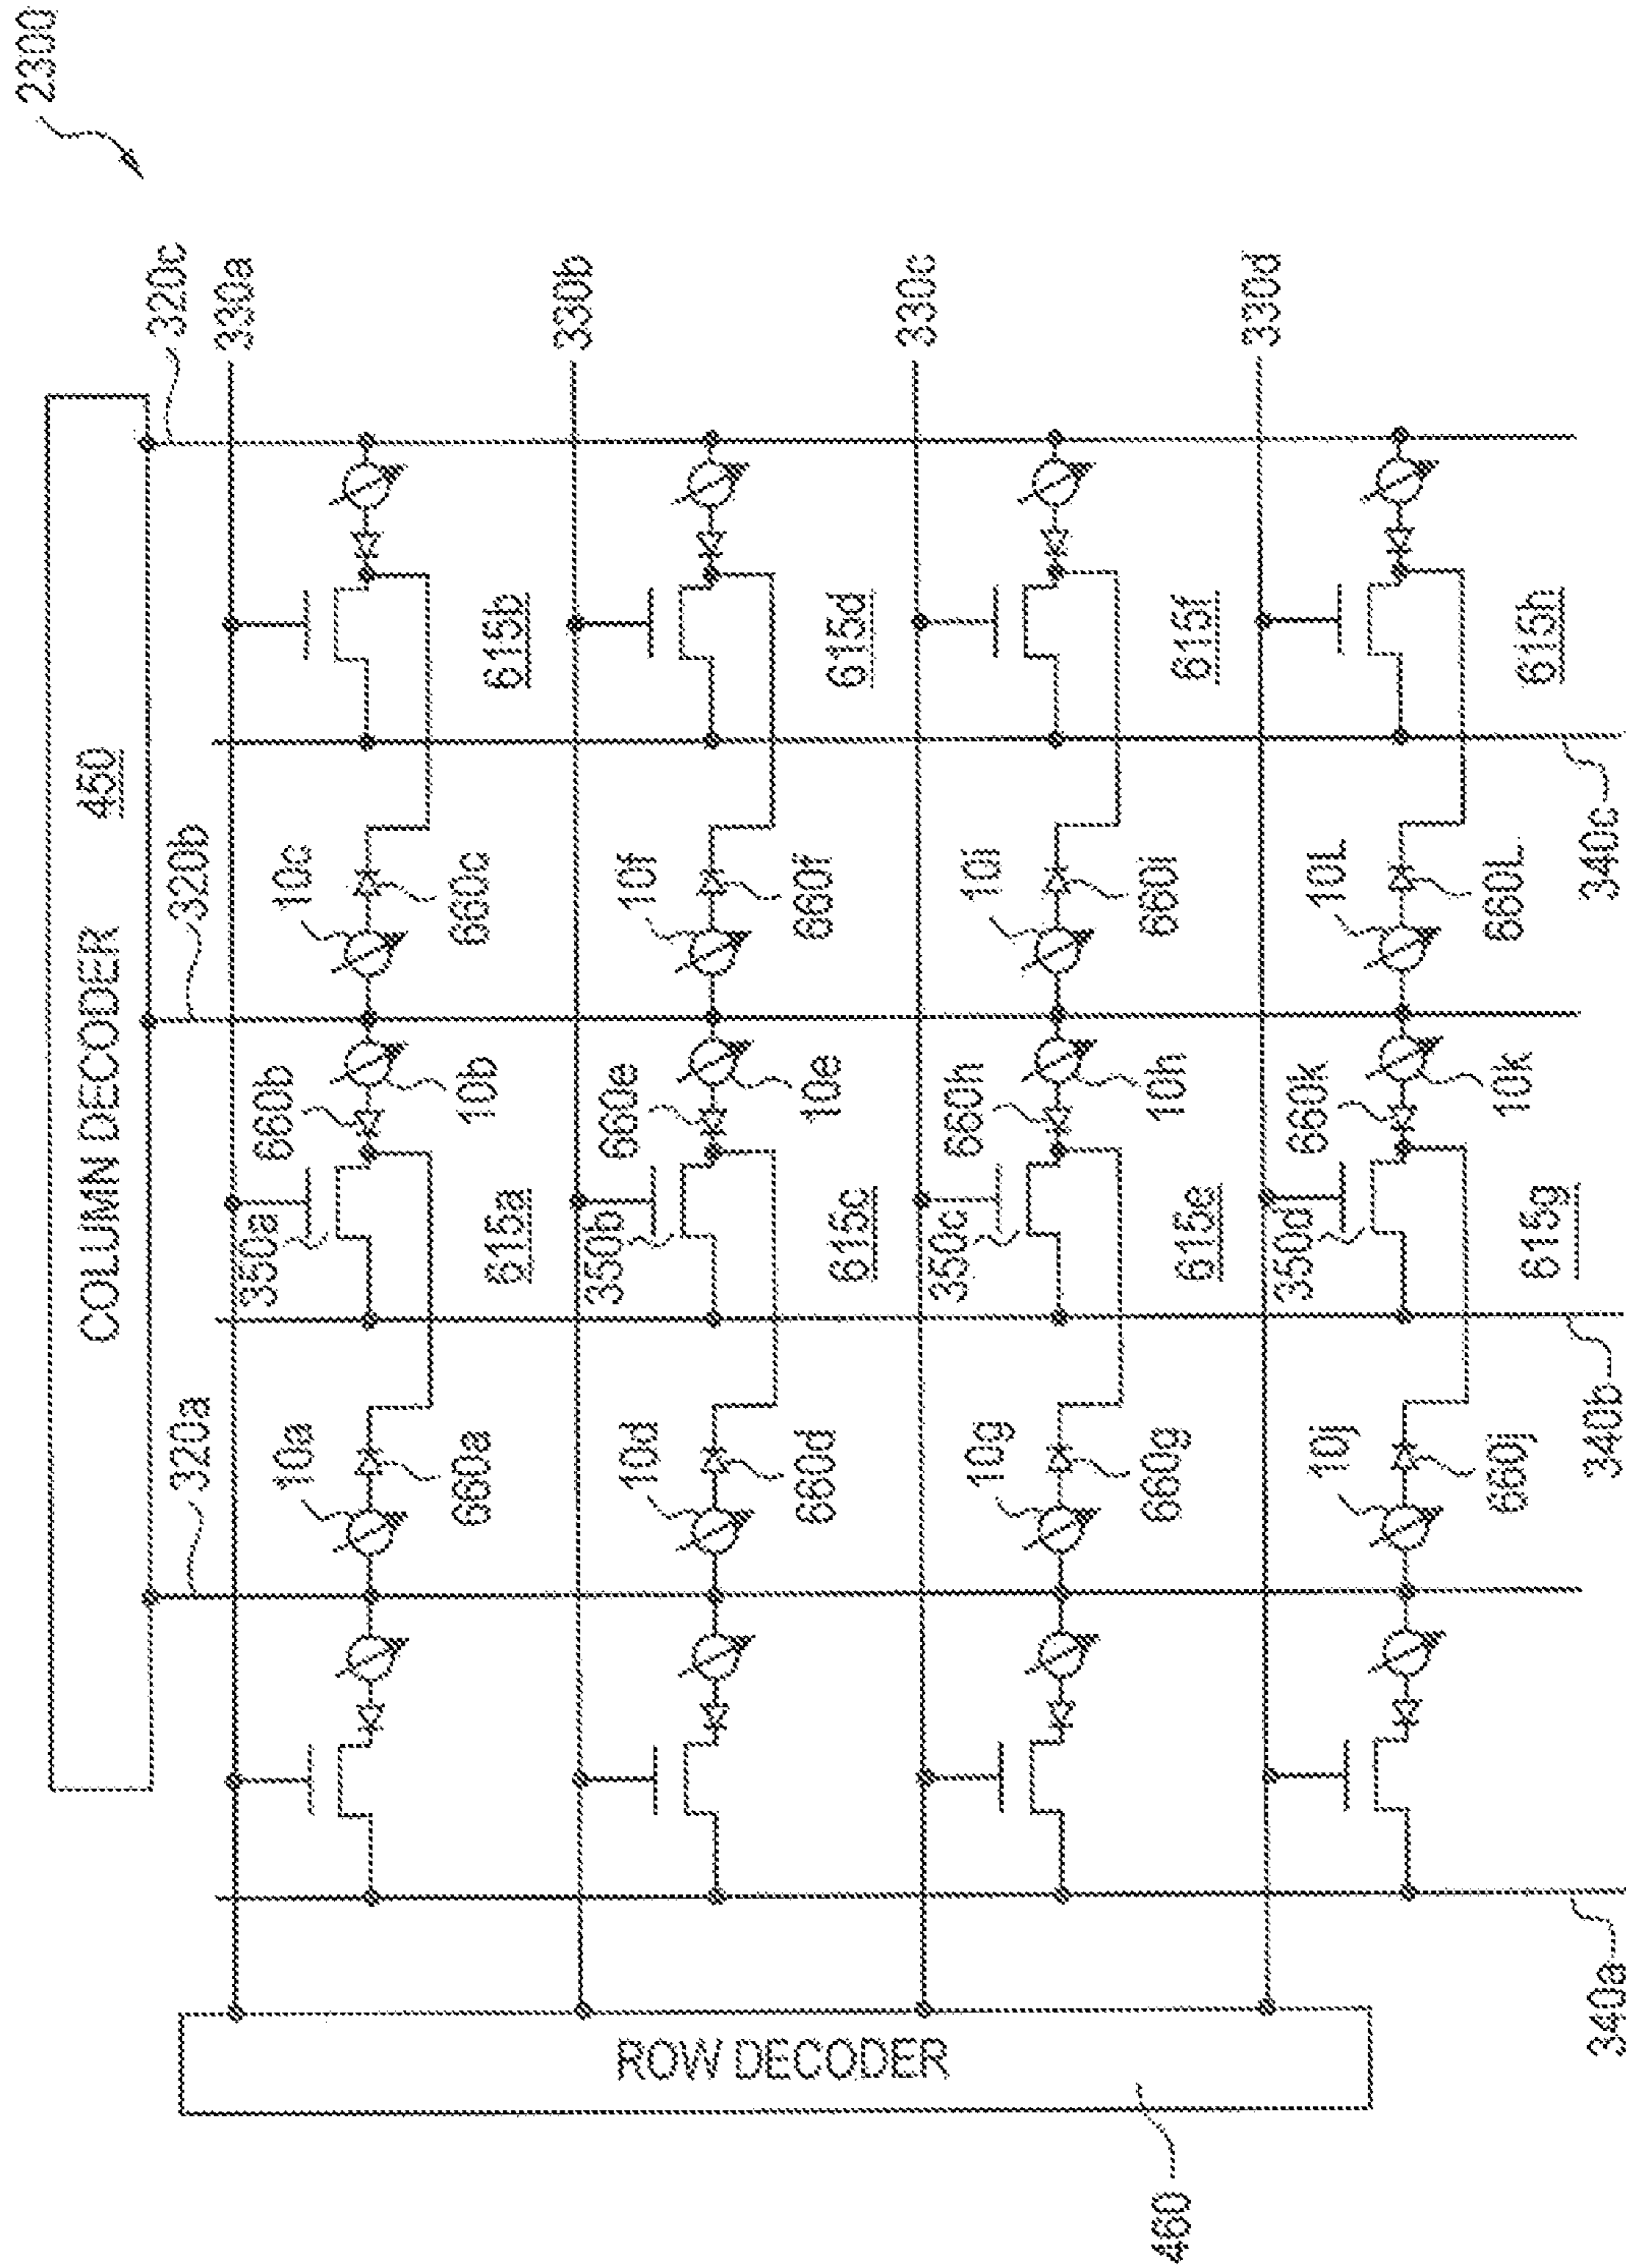 2300
COLUMN DECODER 450
320a
320b
320c
330a
10a
660b
10c
350a
660a
10b
660c
615a
615b
330b
10d
660e
10f
350b
660d
10e
660f
615c
615d
330c
10g
660h
10i
350c
660g
10h
660i
615e
615f
330d
10j
660k
10L
350d
660j
10k
660L
615g
615h
340a
340b
340c
ROW DECODER
460